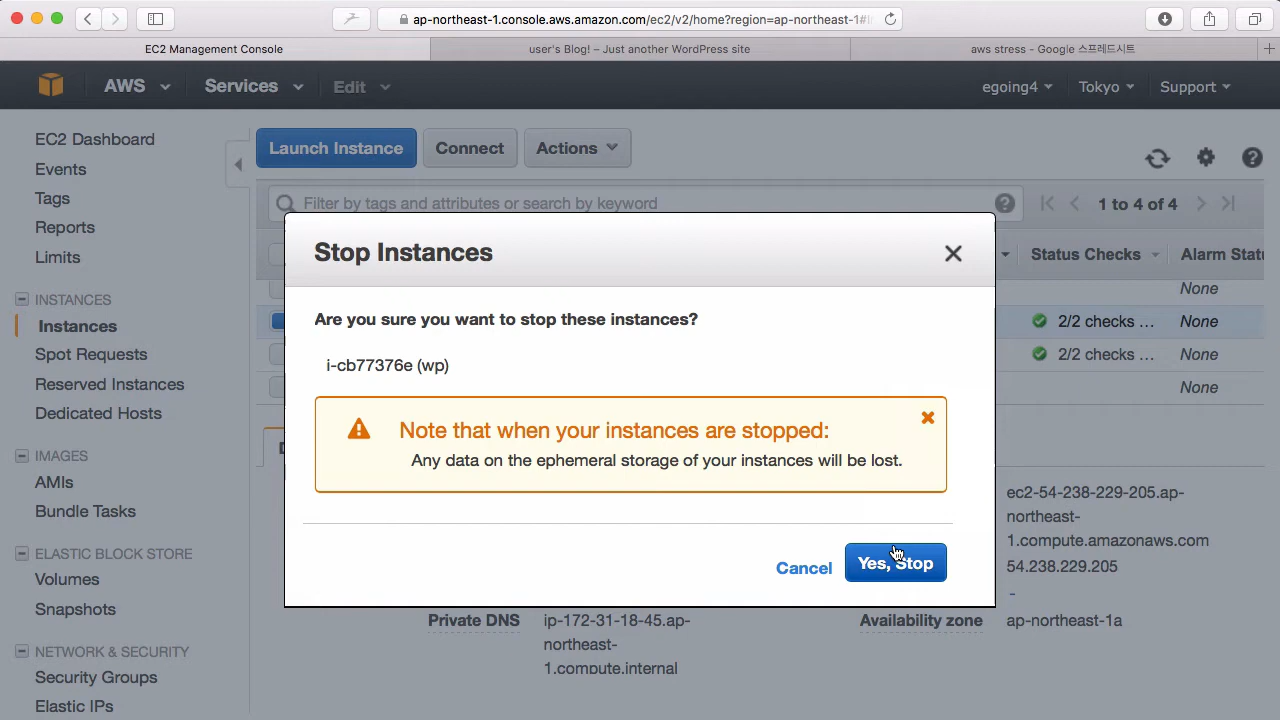 ap-northeast-1.console.aws.amazon.com/ec2/v2/home?region=ap-northeast-1#
EC2 Management Console
user's Blog! – Just another WordPress site
aws stress - Google 스프레드시트
AWS
Services
Edit
egoing4
Tokyo
Support
EC2 Dashboard
Events
Tags
Reports
Limits
INSTANCES
Instances
Spot Requests
Reserved Instances
Dedicated Hosts
IMAGES
AMIs
Bundle Tasks
ELASTIC BLOCK STORE
Volumes
Snapshots
NETWORK & SECURITY
Security Groups
Elastic IPs
Launch Instance
Connect
Actions
Filter by tags and attributes or search by keyword
1 to 4 of 4
Status Checks
Alarm Statu
None
2/2 checks ...
None
2/2 checks ...
None
None
Stop Instances
Are you sure you want to stop these instances?
i-cb77376e (wp)
Note that when your instances are stopped:
Any data on the ephemeral storage of your instances will be lost.
Cancel
Yes, Stop
ec2-54-238-229-205.ap-
northeast-
1.compute.amazonaws.com
54.238.229.205
-
Private DNS
ip-172-31-18-45.ap-
northeast-
1.compute.internal
Availability zone
ap-northeast-1a